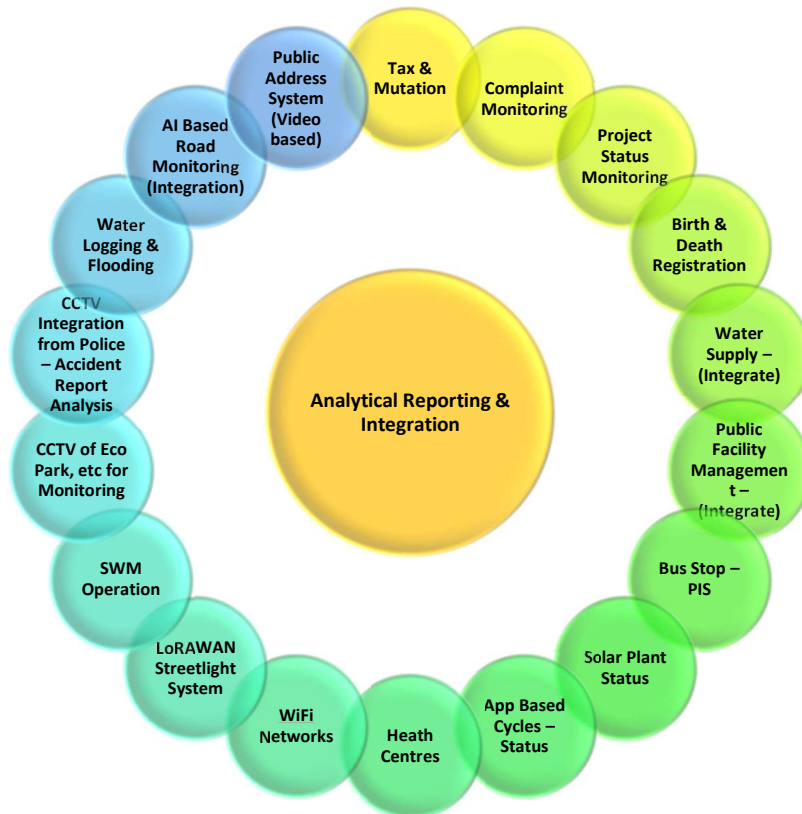 Tax &
Mutation
Complaint
Monitoring
Project
Status
Monitoring
Birth &
Death
Registration
Water
Supply –
(Integrate)
Public
Facility
Managemen
t –
(Integrate)
Bus Stop –
PIS
Solar Plant
Status
App Based
Cycles –
Status
Heath
Centres
WiFi
Networks
LoRAWAN
Streetlight
System
SWM
Operation
CCTV of Eco
Park, etc for
Monitoring
CCTV
Integration
from Police
– Accident
Report
Analysis
Water
Logging &
Flooding
AI Based
Road
Monitoring
(Integration)
Public
Address
System
(Video
based)
Analytical Reporting &
Integration